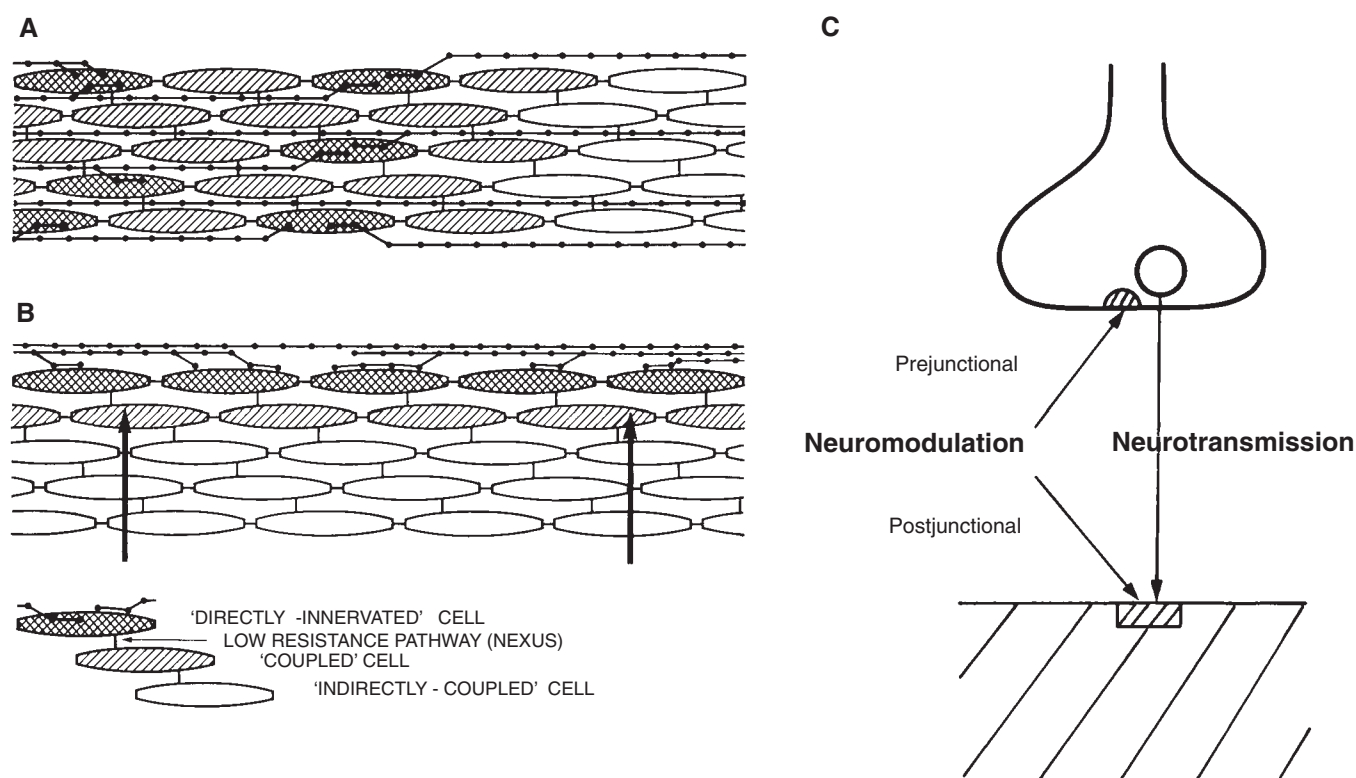 A
B
'DIRECTLY -INNERVATED' CELL
LOW RESISTANCE PATHWAY (NEXUS)
'COUPLED' CELL
'INDIRECTLY - COUPLED' CELL
C
Prejunctional
Neuromodulation
Neurotransmission
Postjunctional